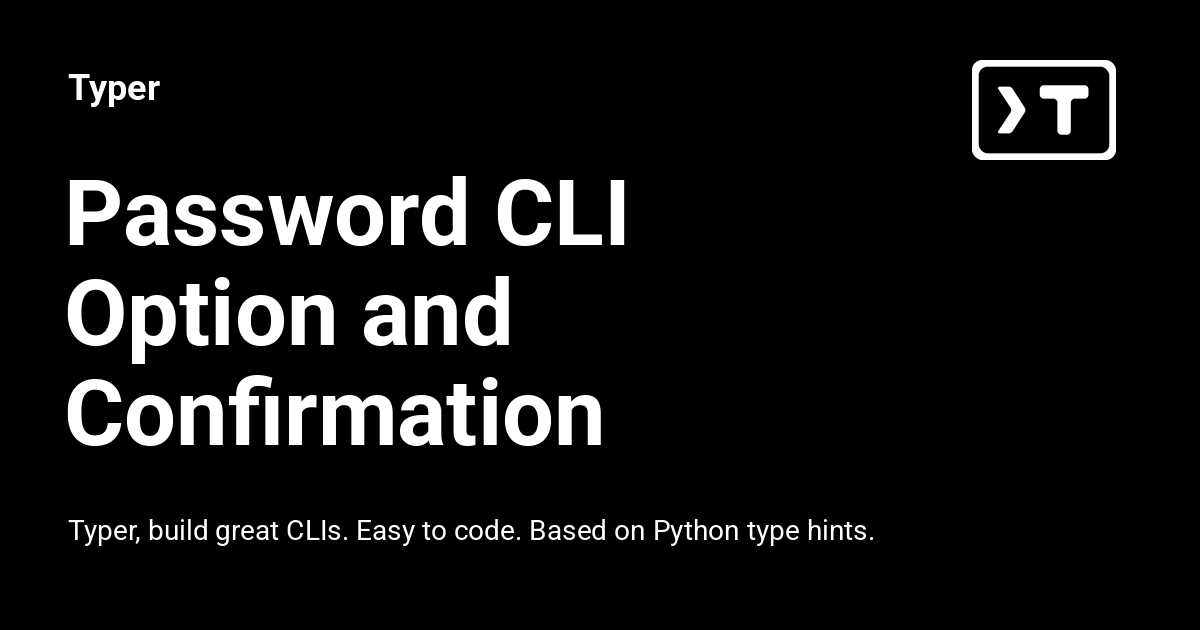 Typer
T
Password CLI
Option and
Confirmation
Typer, build great CLIs. Easy to code. Based on Python type hints.